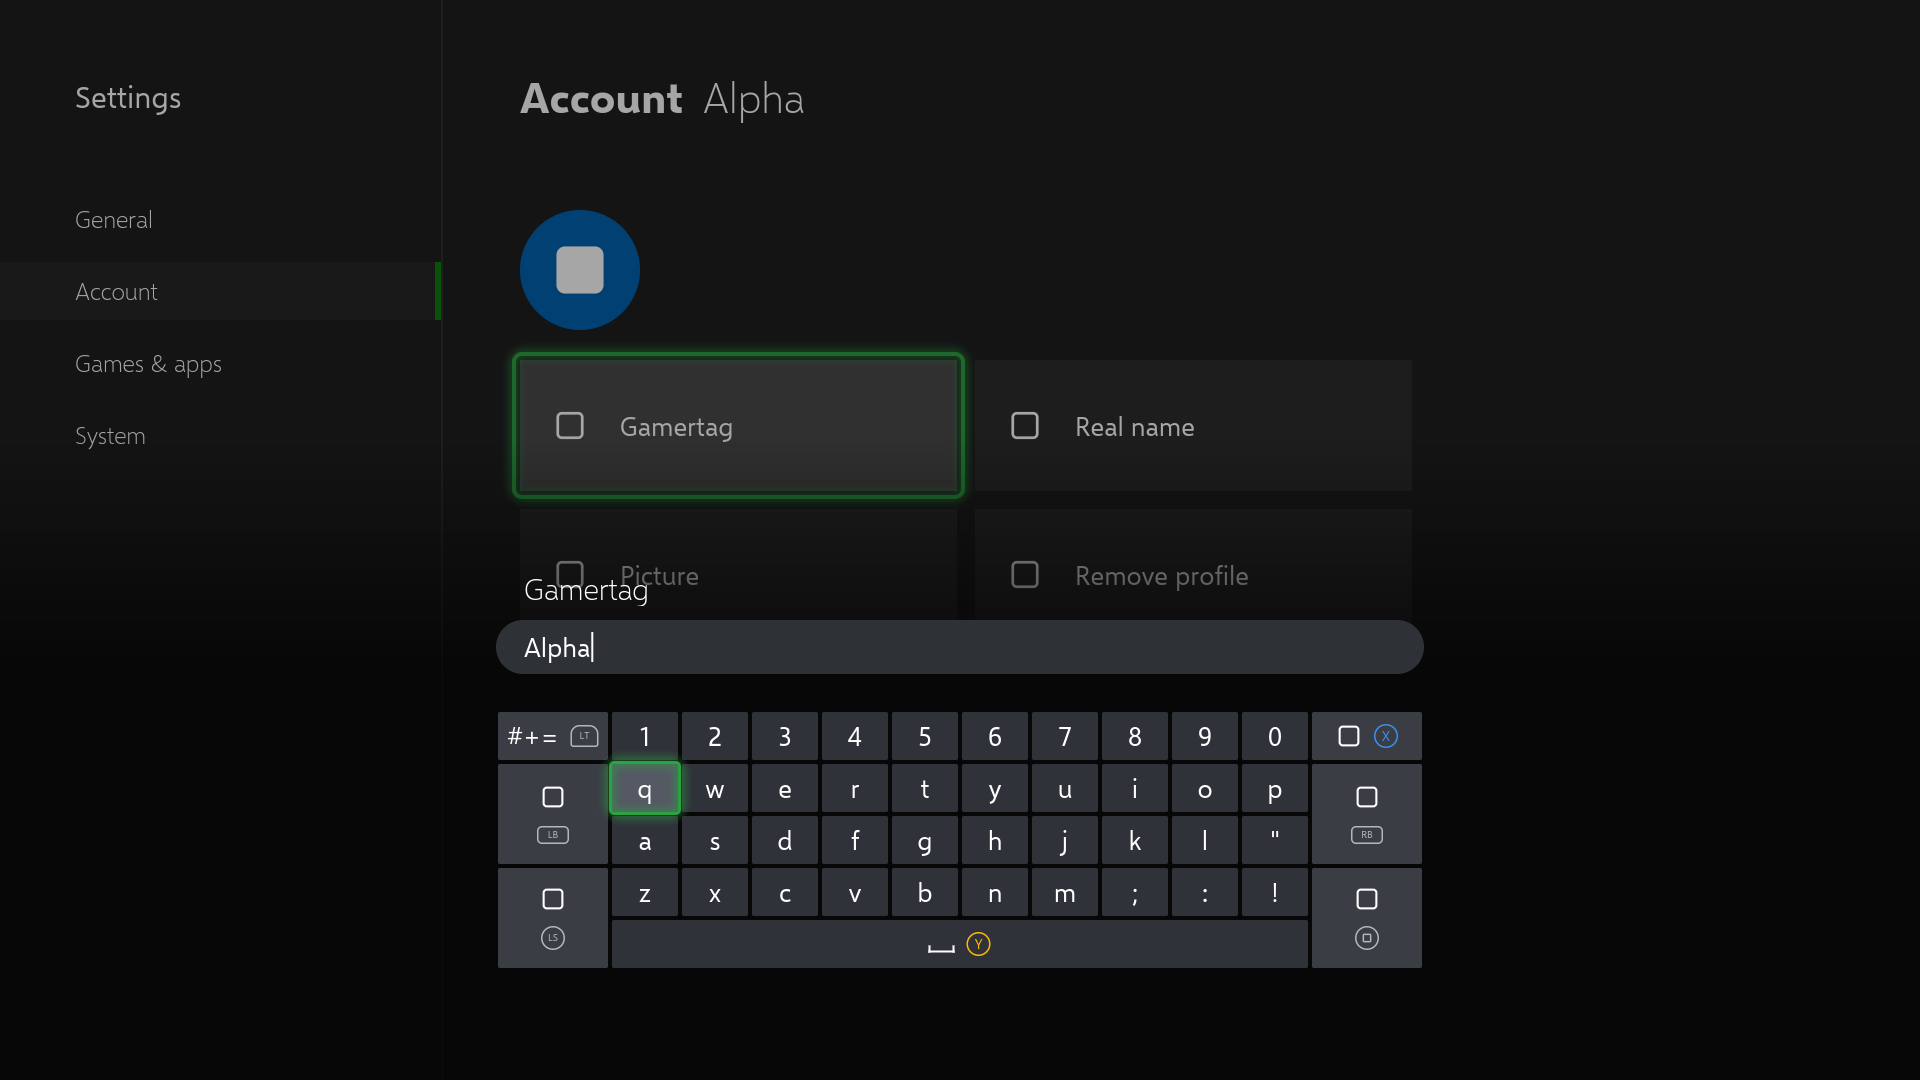 Settings
General
Account
Games & apps
System
Account Alpha
Gamertag
Real name
Picture
Remove profile
Gamertag
Alpha
#+= LT 1 2 3 4 5 6 7 8 9 0 X
q w e r t y u i o p
LB RB
a s d f g h j k l "
z x c v b n m ; : !
LS Y